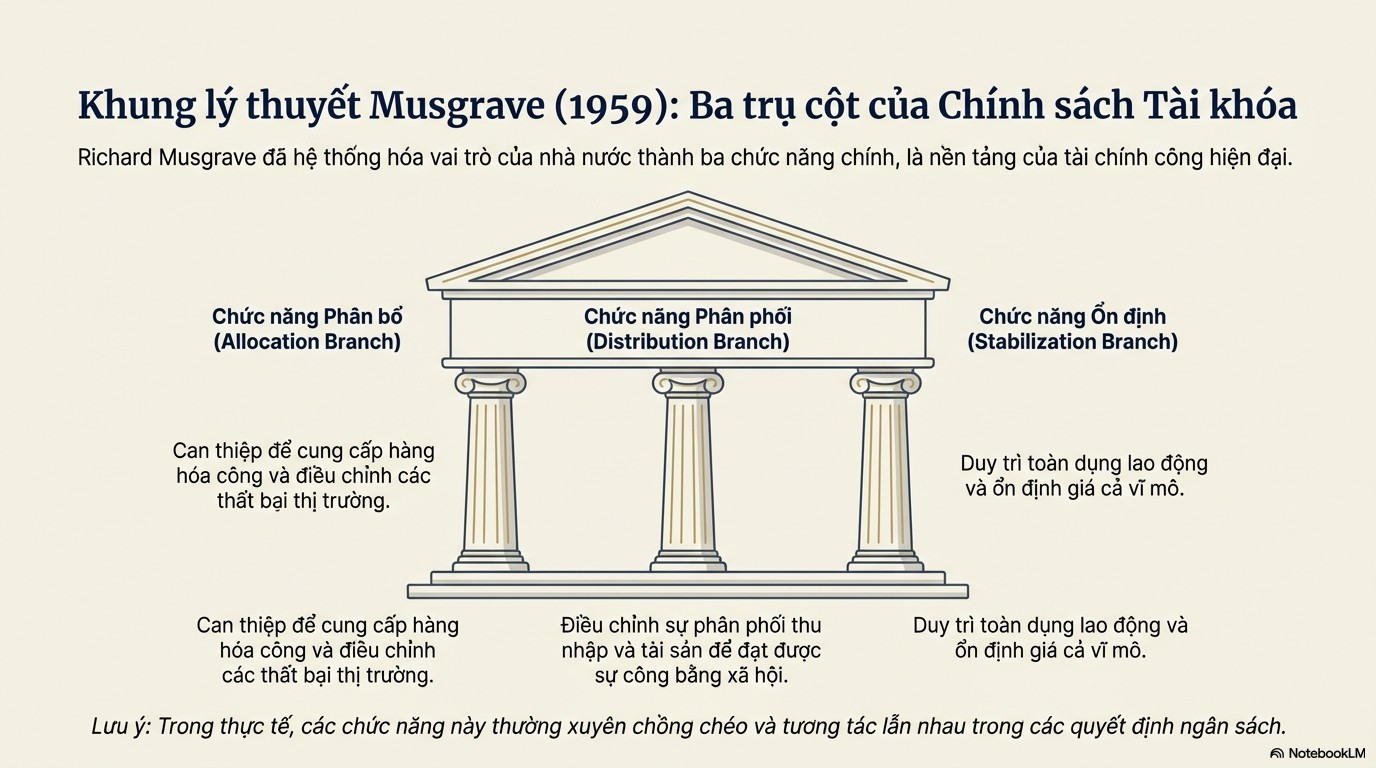 Khung lý thuyết Musgrave (1959): Ba trụ cột của Chính sách Tài khóa
Richard Musgrave đã hệ thống hóa vai trò của nhà nước thành ba chức năng chính, là nền tảng của tài chính công hiện đại.
Chức năng Phân bổ
(Allocation Branch)
Chức năng Phân phối
(Distribution Branch)
Chức năng Ổn định
(Stabilization Branch)
Can thiệp để cung cấp hàng
hóa công và điều chỉnh các
thất bại thị trường.
Duy trì toàn dụng lao động
và ổn định giá cả vĩ mô.
Can thiệp để cung cấp hàng
hóa công và điều chỉnh
các thất bại thị trường.
Điều chỉnh sự phân phối thu
nhập và tài sản để đạt được
sự công bằng xã hội.
Duy trì toàn dụng lao động và
ổn định giá cả vĩ mô.
Lưu ý: Trong thực tế, các chức năng này thường xuyên chồng chéo và tương tác lẫn nhau trong các quyết định ngân sách.
NotebookLM